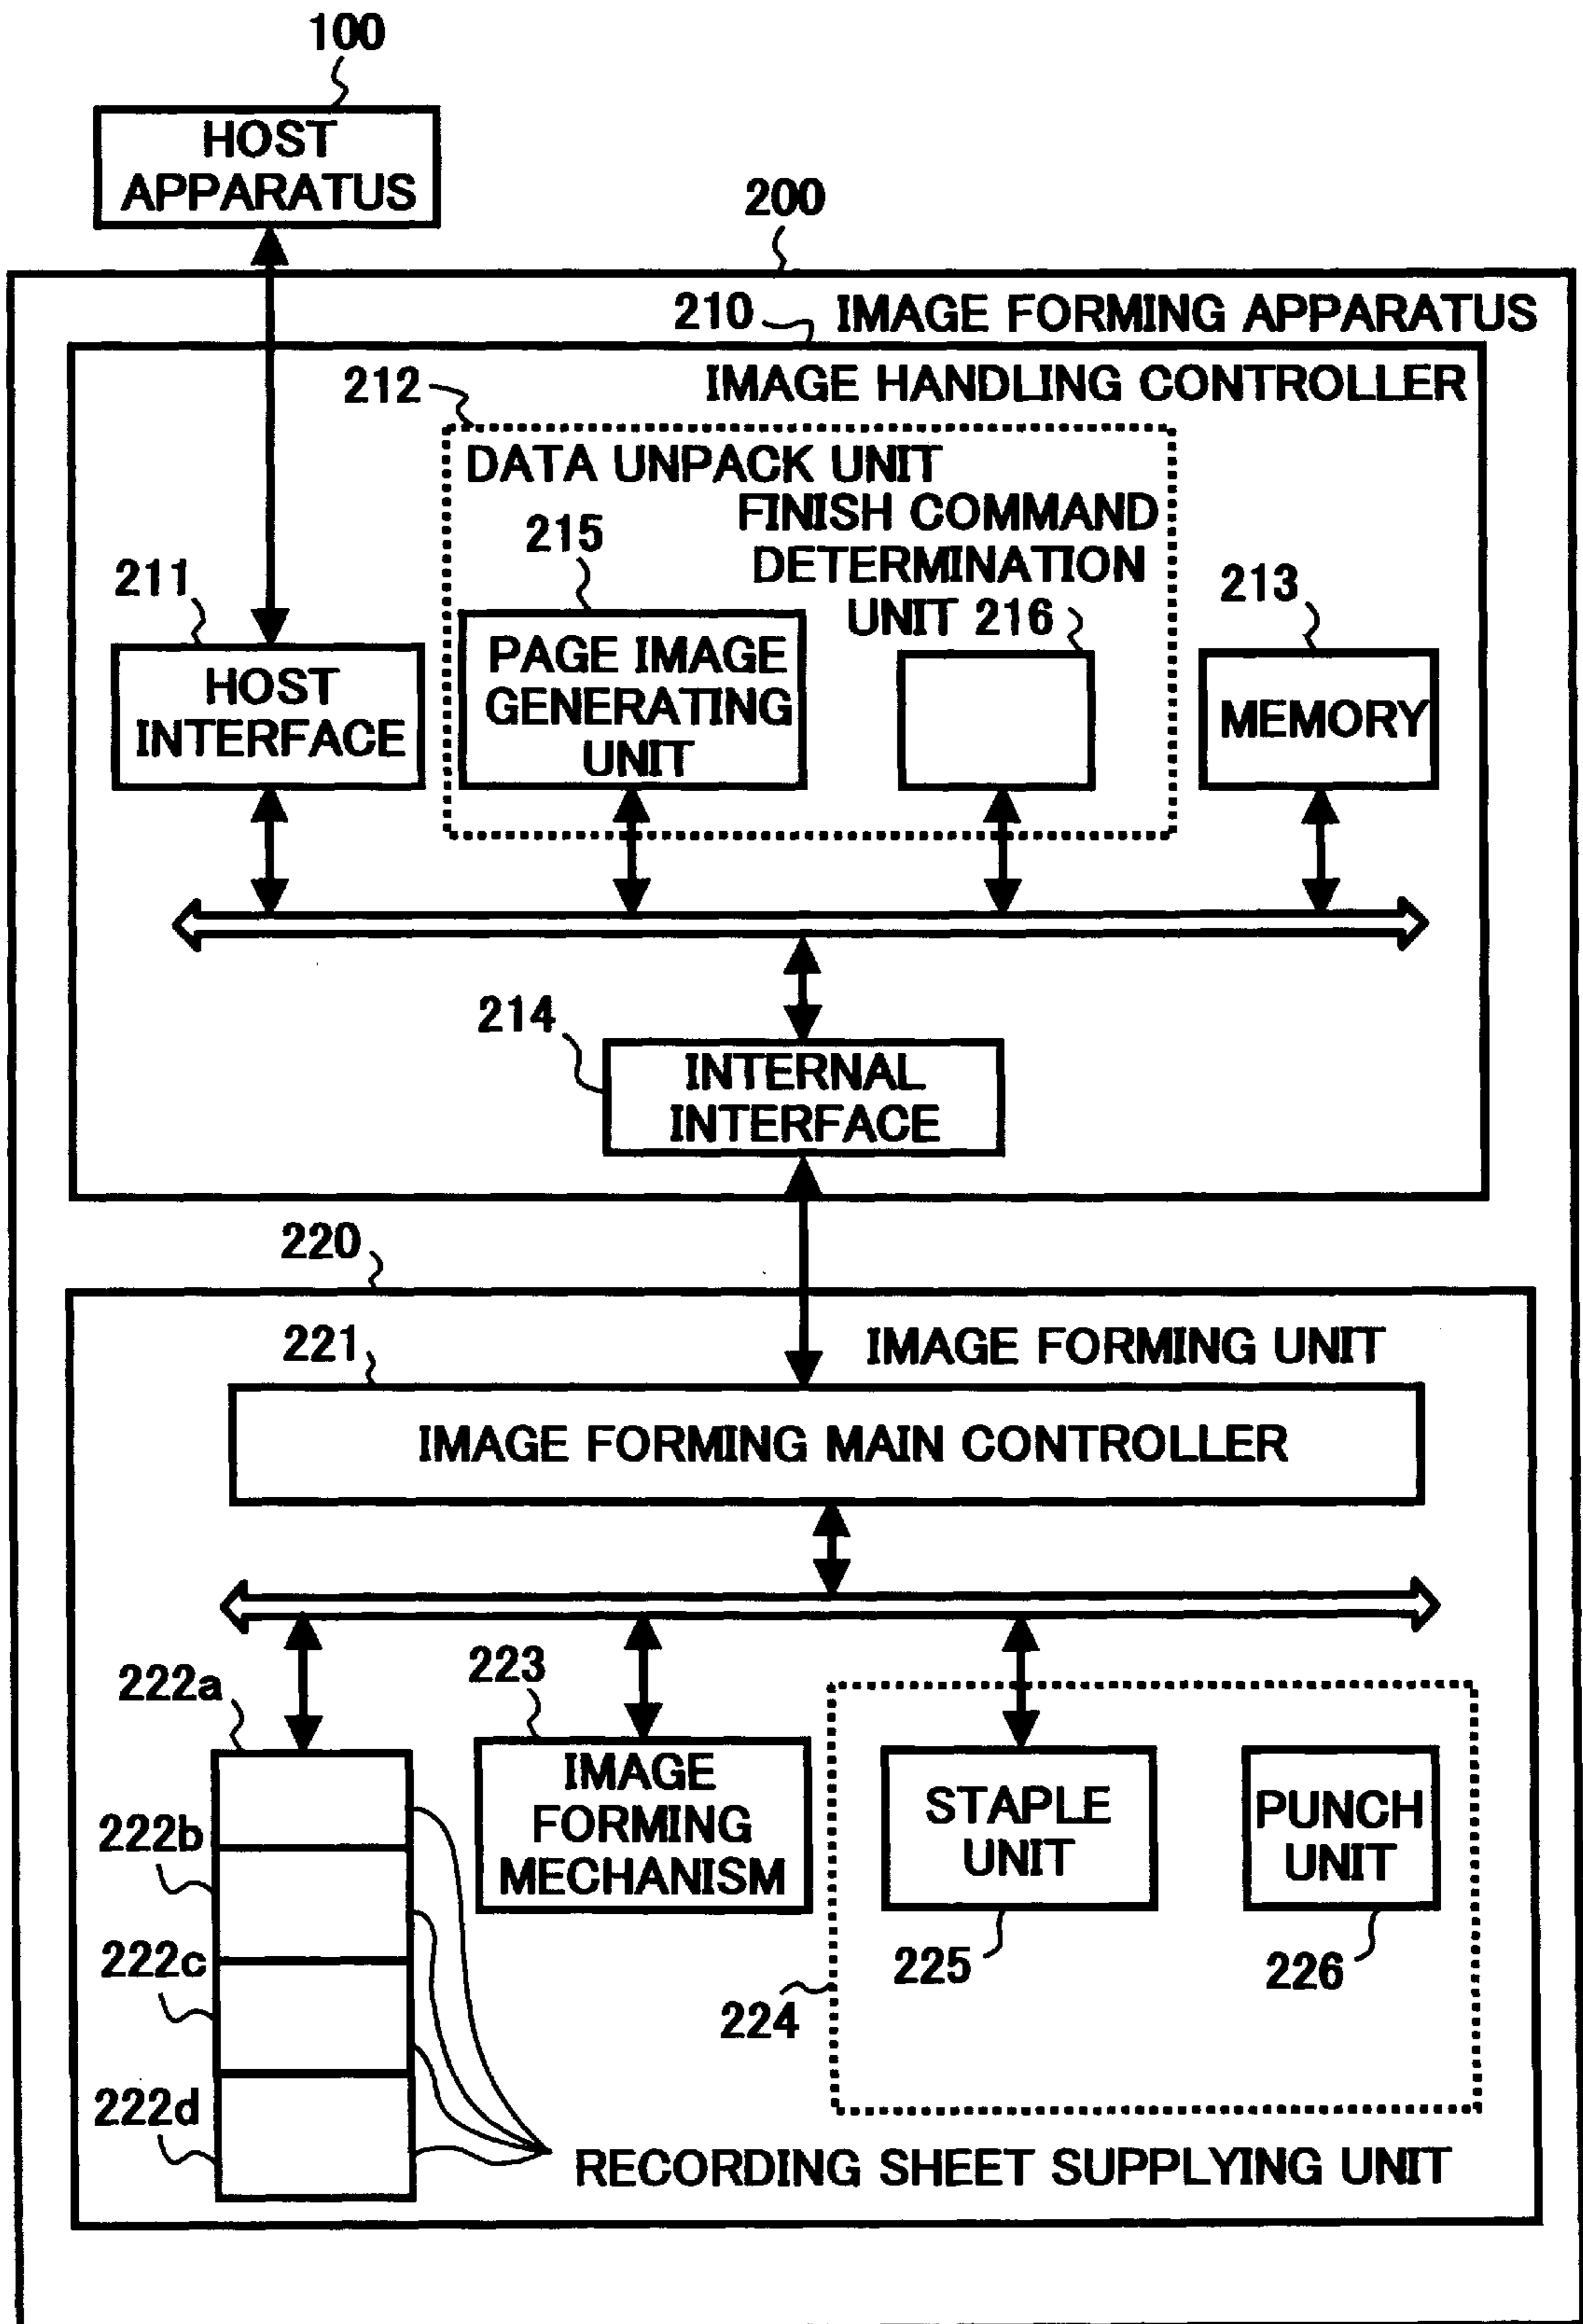 100
HOST
APPARATUS
200
210
IMAGE FORMING APPARATUS
212
IMAGE HANDLING CONTROLLER
DATA UNPACK UNIT
FINISH COMMAND
DETERMINATION
UNIT 216
215
211
213
HOST
INTERFACE
PAGE IMAGE
GENERATING
UNIT
MEMORY
214
INTERNAL
INTERFACE
220
221
IMAGE FORMING UNIT
IMAGE FORMING MAIN CONTROLLER
222a
223
222b
IMAGE
FORMING
MECHANISM
STAPLE
UNIT
PUNCH
UNIT
222c
225
226
224
222d
RECORDING SHEET SUPPLYING UNIT